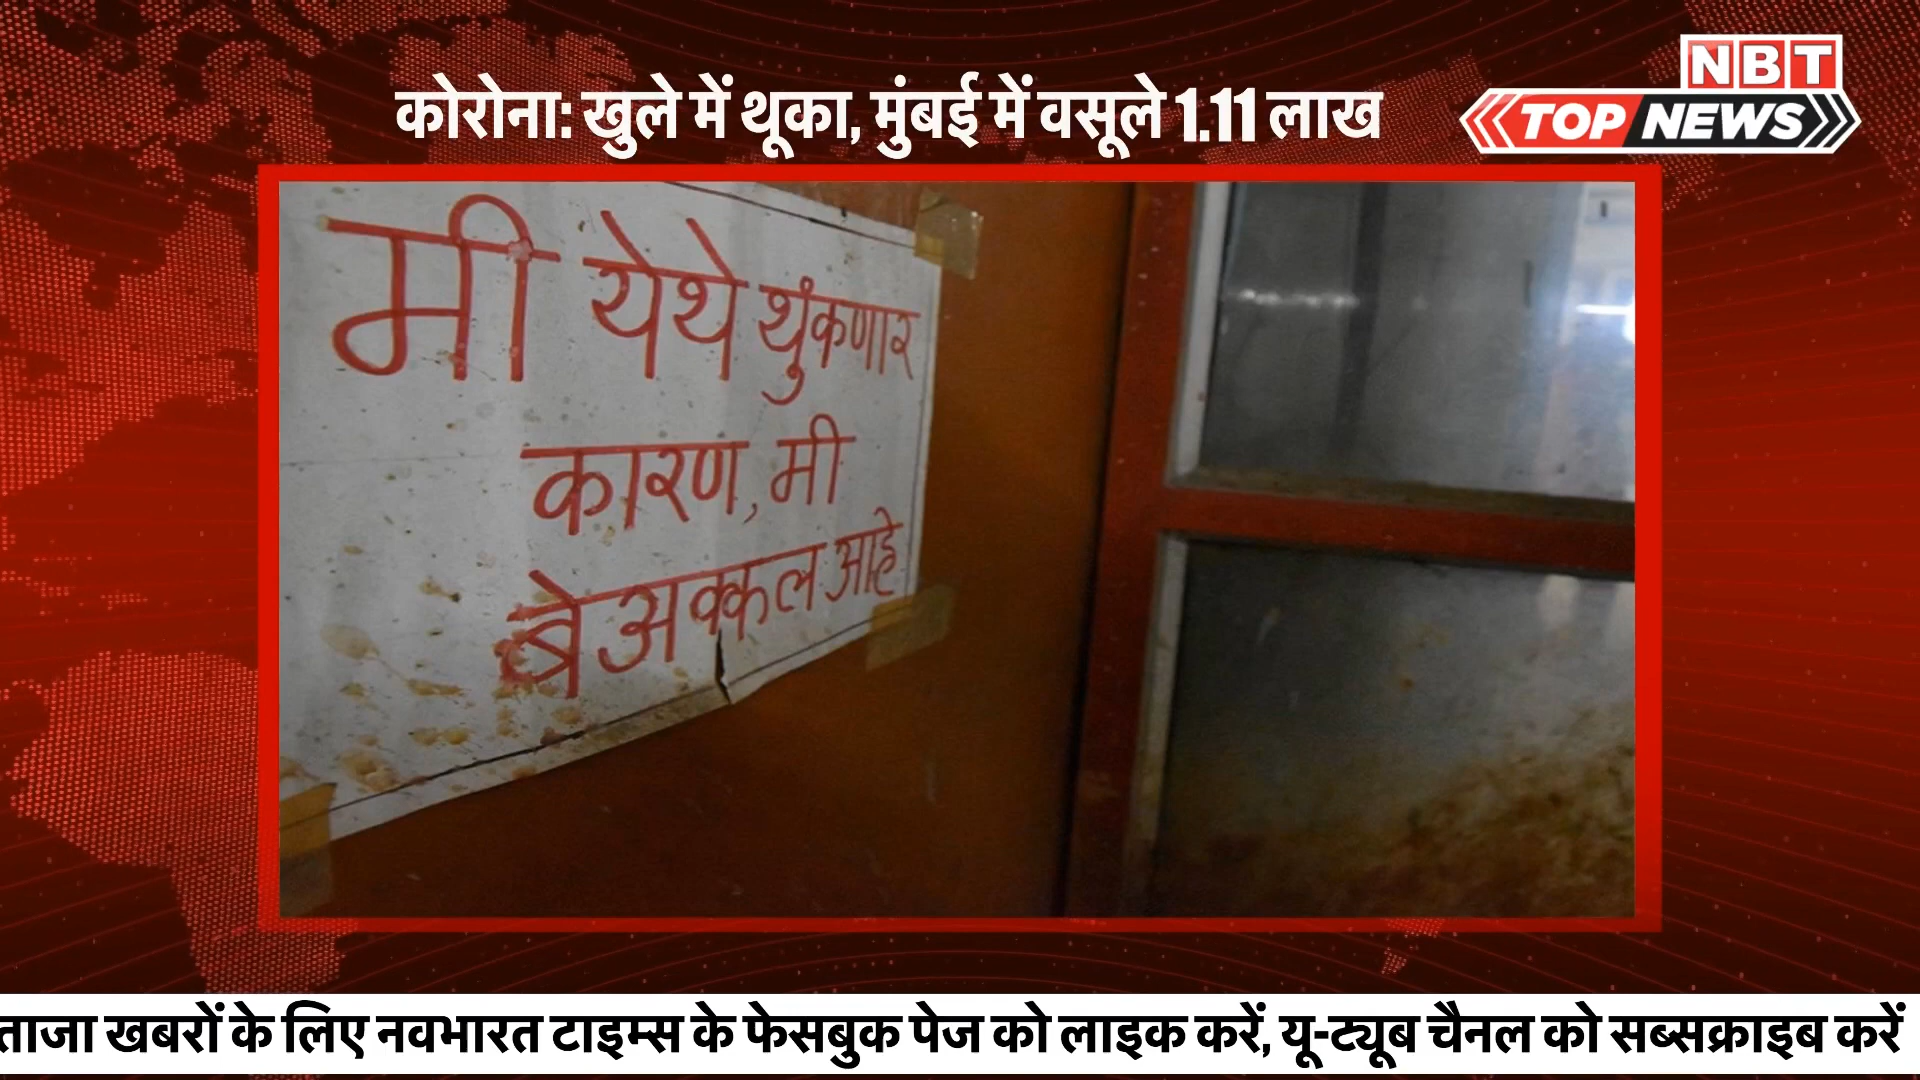 NBT
कोरोना: खुले में थूका, मुंबई में वसूले 1.11 लाख
TOP NEWS
मी येथे थुंकणार
कारण, मी
बेअक्कल आहे
ताजा खबरों के लिए नवभारत टाइम्स के फेसबुक पेज को लाइक करें, यू-ट्यूब चैनल को सब्सक्राइब करें